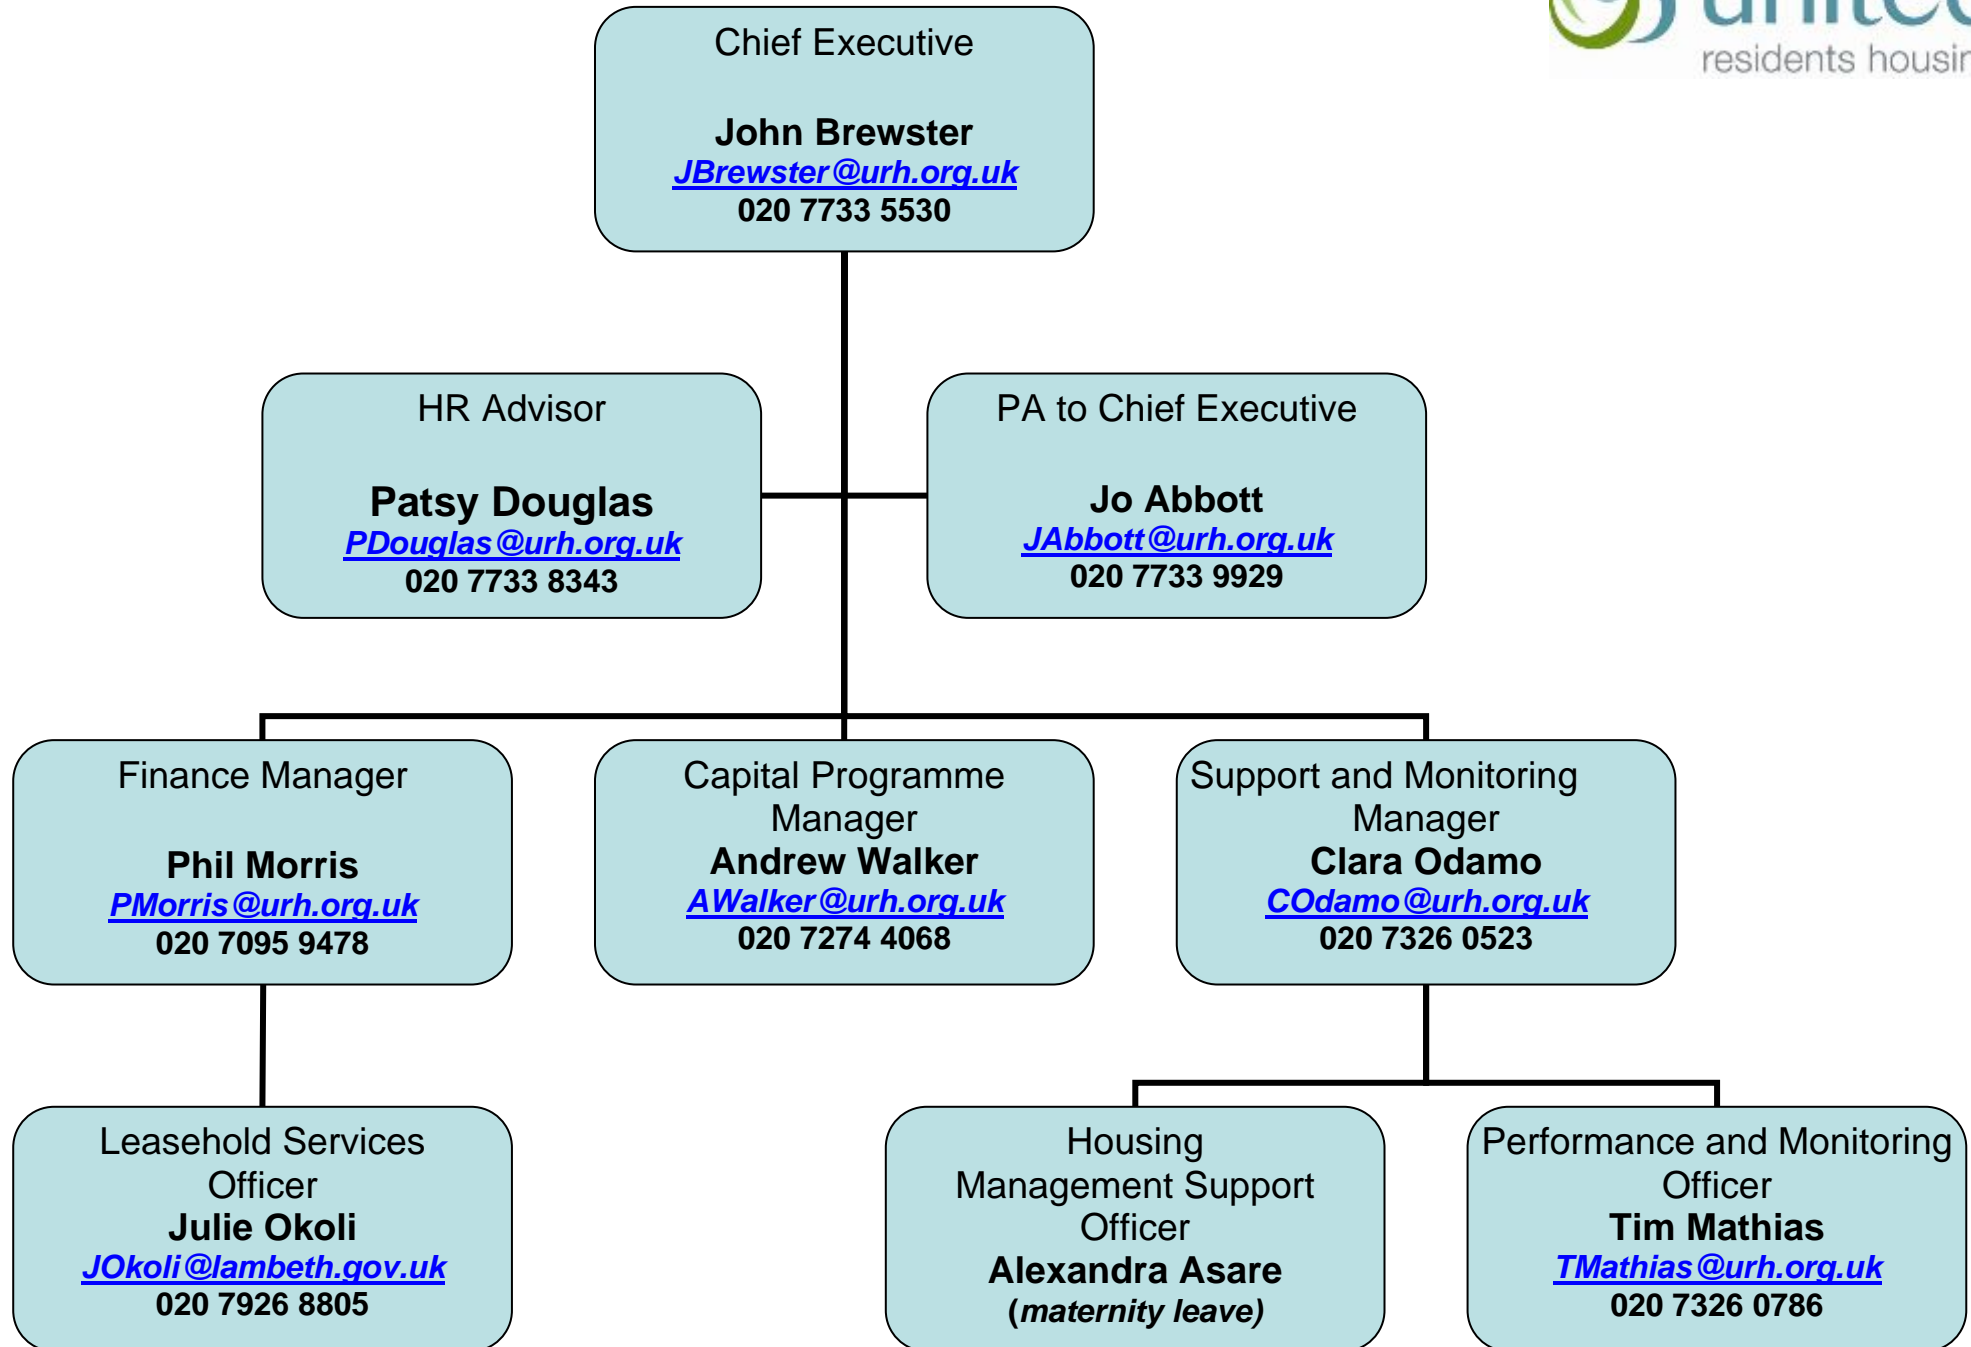 residents
Chief Executive
John Brewster
JBrewster@urh.org.uk
020 7733 5530
HR Advisor
Patsy Douglas
PDouglas@urh.org.uk
020 7733 8343
PA to Chief Executive
Jo Abbott
JAbbott@urh.org.uk
020 7733 9929
Finance Manager
Phil Morris
PMorris@urh.org.uk
020 7095 9478
Capital Programme
Manager
Andrew Walker
AWalker@urh.org.uk
020 7274 4068
Support and Monitoring
Manager
Clara Odamo
COdamo@urh.org.uk
020 7326 0523
Leasehold Services
Officer
Julie Okoli
JOkoli@lambeth.gov.uk
020 7926 8805
Housing
Management Support
Officer
Alexandra Asare
(maternity leave)
Performance and Monitoring
Officer
Tim Mathias
TMathias@urh.org.uk
020 7326 0786